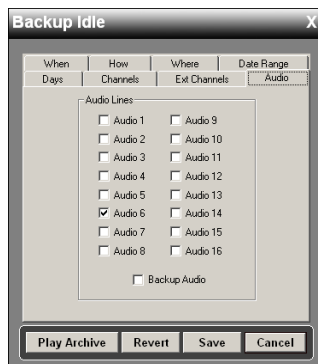 Backup Idle X
When How Where Date Range
Days Channels Ext Channels Audio
Audio Lines
Audio 1 Audio 9
Audio 2 Audio 10
Audio 3 Audio 11
Audio 4 Audio 12
Audio 5 Audio 13
Audio 6 Audio 14
Audio 7 Audio 15
Audio 8 Audio 16
Backup Audio
Play Archive Revert Save Cancel